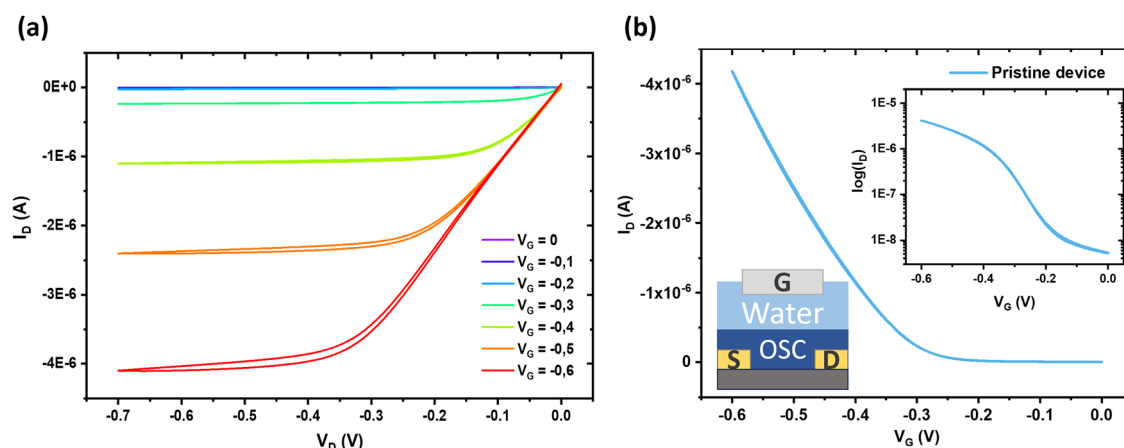 (a)
0E+0
-1E-6
-2E-6
-3E-6
-4E-6
I_D (A)
-0.7 -0.6 -0.5 -0.4 -0.3 -0.2 -0.1 0.0
V_D (V)
V_G = 0
V_G = -0,1
V_G = -0,2
V_G = -0,3
V_G = -0,4
V_G = -0,5
V_G = -0,6
(b)
Pristine device
-4x10⁻⁶
-3x10⁻⁶
-2x10⁻⁶
-1x10⁻⁶
0
I_D (A)
-0.6 -0.5 -0.4 -0.3 -0.2 -0.1 0.0
V_G (V)
1E-5
1E-6
1E-7
1E-8
log(I_D)
-0.6 -0.4 -0.2 0.0
V_G (V)
G
Water
OSC
S D